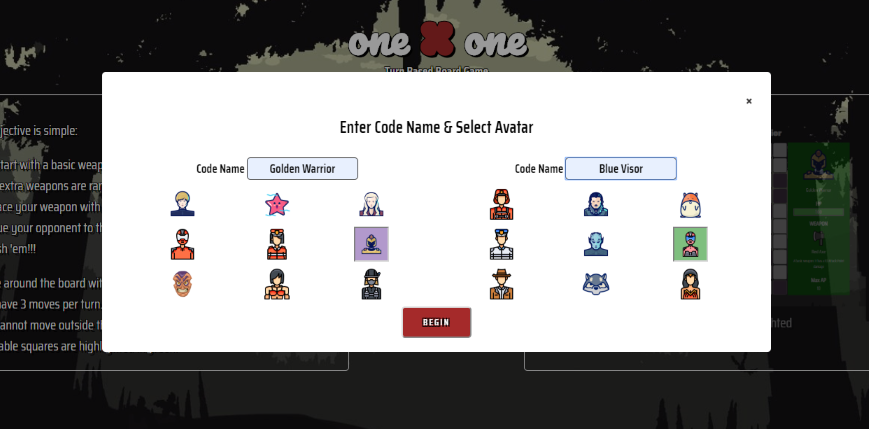 one X one
Turn Based Board Game
×
Enter Code Name & Select Avatar
Code Name Golden Warrior
Code Name Blue Visor
BEGIN
jective is simple:
tart with a basic weap
extra weapons are ran
ace your weapon with
ue your opponent to th
sh 'em!!!
e around the board wit
ave 3 moves per turn.
annot move outside th
able squares are highl
hted